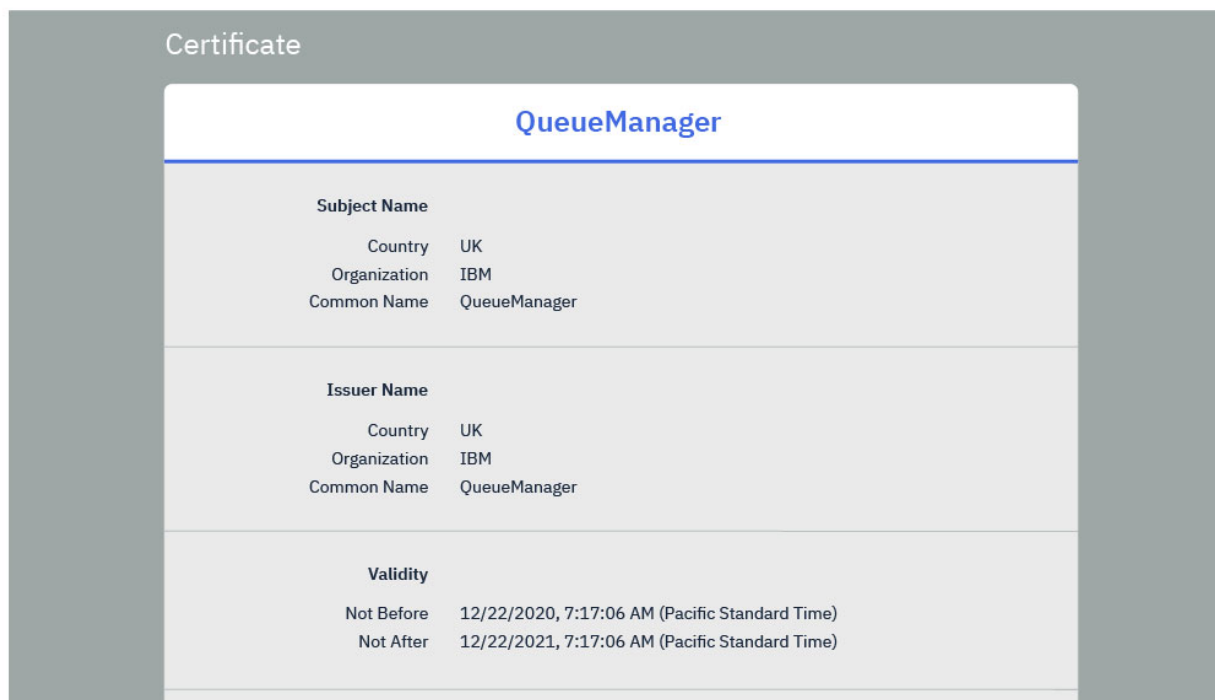 Certificate
QueueManager
Subject Name
Country UK
Organization IBM
Common Name QueueManager
Issuer Name
Country UK
Organization IBM
Common Name QueueManager
Validity
Not Before 12/22/2020, 7:17:06 AM (Pacific Standard Time)
Not After 12/22/2021, 7:17:06 AM (Pacific Standard Time)